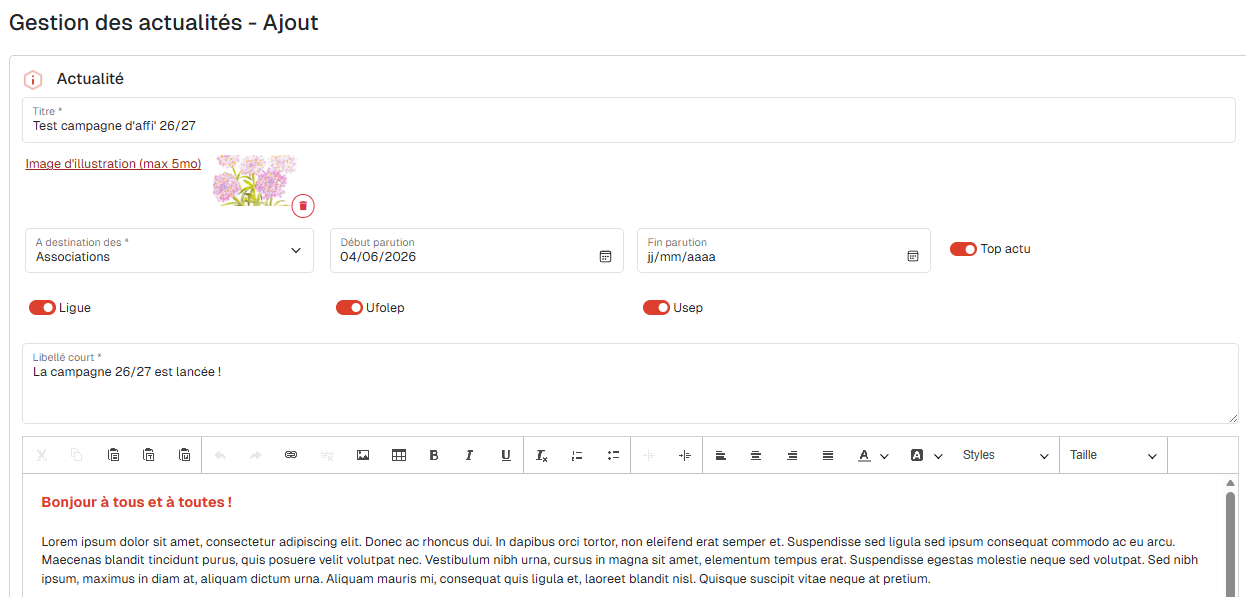 Gestion des actualités - Ajout
Actualité
Titre *
Test campagne d'affi' 26/27
Image d'illustration (max 5mo)
A destination des *
Associations
Début parution
04/06/2026
Fin parution
jj/mm/aaaa
Top actu
Ligue
Ufolep
Usep
Libellé court *
La campagne 26/27 est lancée !
Styles
Taille
Bonjour à tous et à toutes !
Lorem ipsum dolor sit amet, consectetur adipiscing elit. Donec ac rhoncus dui. In dapibus orci tortor, non eleifend erat semper et. Suspendisse sed ligula sed ipsum consequat commodo ac eu arcu.
Maecenas blandit tincidunt purus, quis posuere velit volutpat nec. Vestibulum nibh urna, cursus in magna sit amet, elementum tempus erat. Suspendisse egestas molestie neque sed volutpat. Sed nibh
ipsum, maximus in diam at, aliquam dictum urna. Aliquam mauris mi, consequat quis ligula et, laoreet blandit nisl. Quisque suscipit vitae neque at pretium.